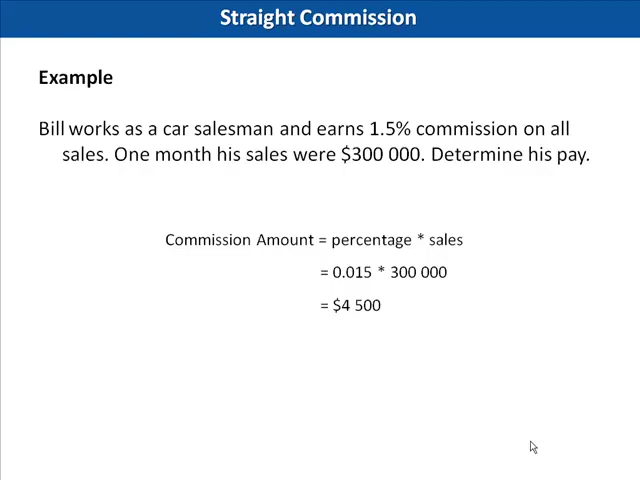 Straight Commission
Example
Bill works as a car salesman and earns 1.5% commission on all
sales. One month his sales were $300 000. Determine his pay.
Commission Amount = percentage * sales
= 0.015 * 300 000
= $4 500